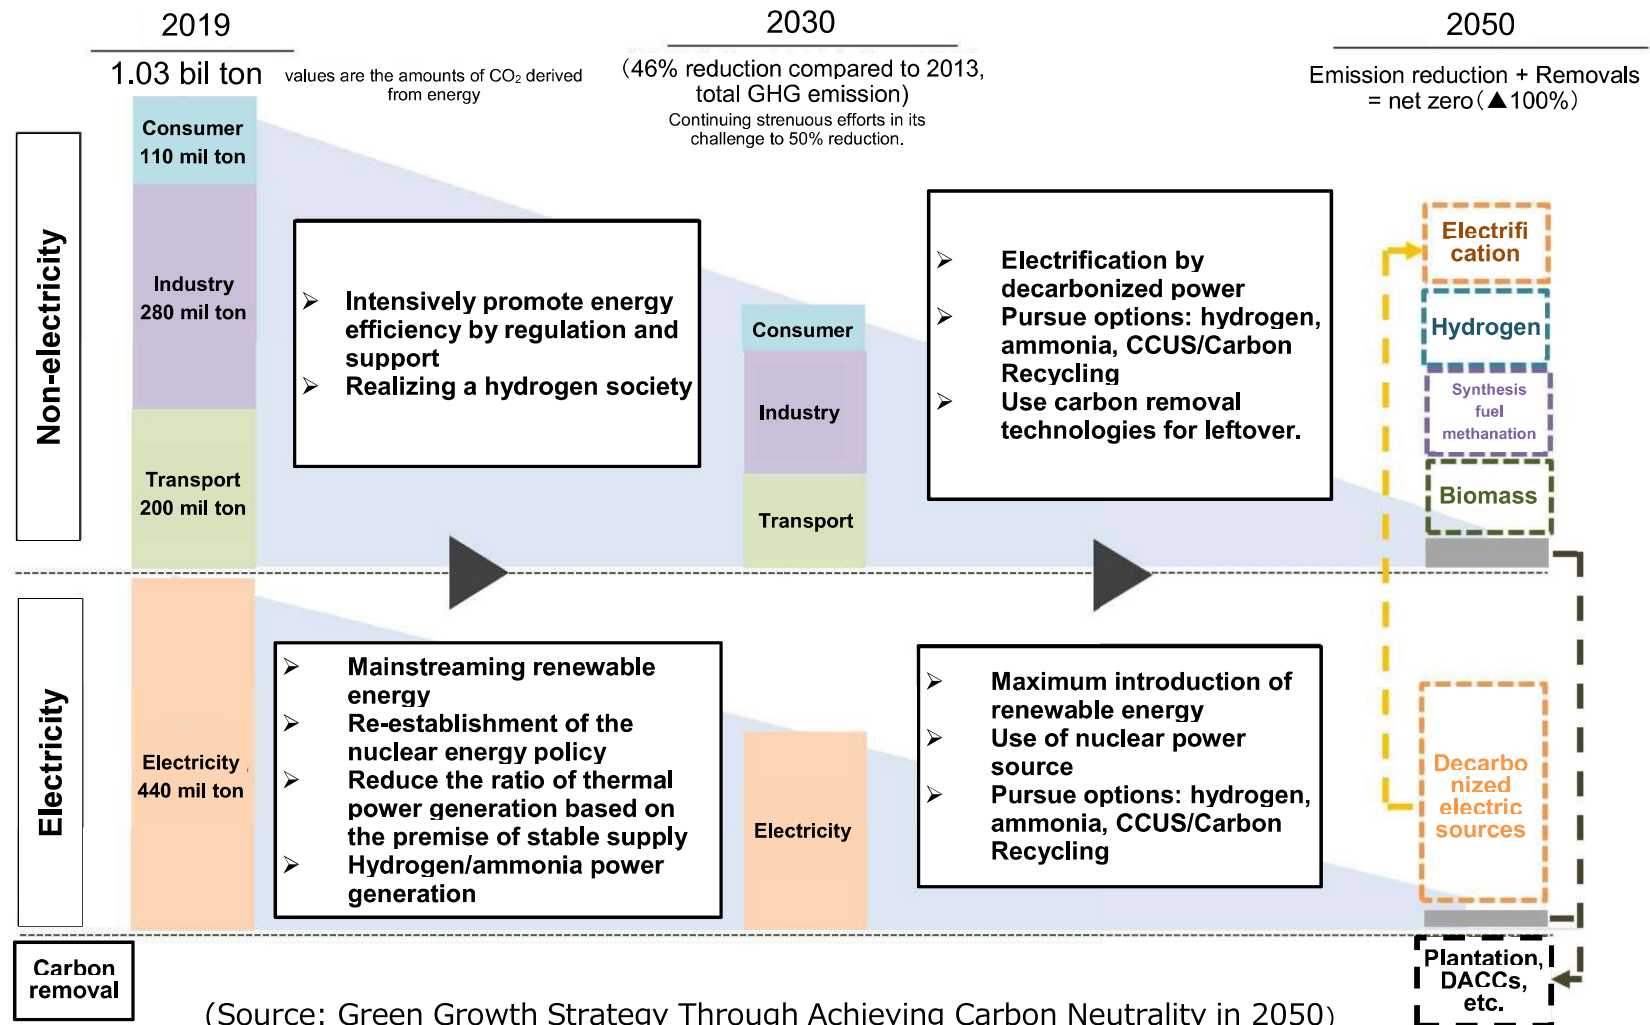 2019
2030
2050
1.03 bil ton
values are the amounts of CO₂ derived
from energy
(46% reduction compared to 2013,
total GHG emission)
Continuing strenuous efforts in its
challenge to 50% reduction.
Emission reduction + Removals
= net zero(▲100%)
Non-electricity
Consumer
110 mil ton
Industry
280 mil ton
Transport
200 mil ton
➢ Intensively promote energy
efficiency by regulation and
support
➢ Realizing a hydrogen society
Consumer
Industry
Transport
➢ Electrification by
decarbonized power
➢ Pursue options: hydrogen,
ammonia, CCUS/Carbon
Recycling
➢ Use carbon removal
technologies for leftover.
Electrifi
cation
Hydrogen
Synthesis
fuel
methanation
Biomass
Electricity
Electricity
440 mil ton
➢ Mainstreaming renewable
energy
➢ Re-establishment of the
nuclear energy policy
➢ Reduce the ratio of thermal
power generation based on
the premise of stable supply
➢ Hydrogen/ammonia power
generation
Electricity
➢ Maximum introduction of
renewable energy
➢ Use of nuclear power
source
➢ Pursue options: hydrogen,
ammonia, CCUS/Carbon
Recycling
Decarbo
nized
electric
sources
Carbon
removal
Plantation,
DACCs,
etc.
(Source: Green Growth Strategy Through Achieving Carbon Neutrality in 2050)